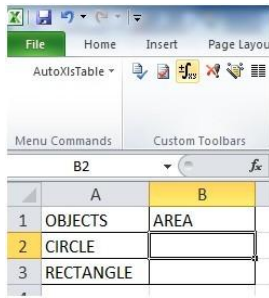 File Home Insert Page Layou
AutoXlsTable
Menu Commands Custom Toolbars
B2 fx
A B
1 OBJECTS AREA
2 CIRCLE
3 RECTANGLE